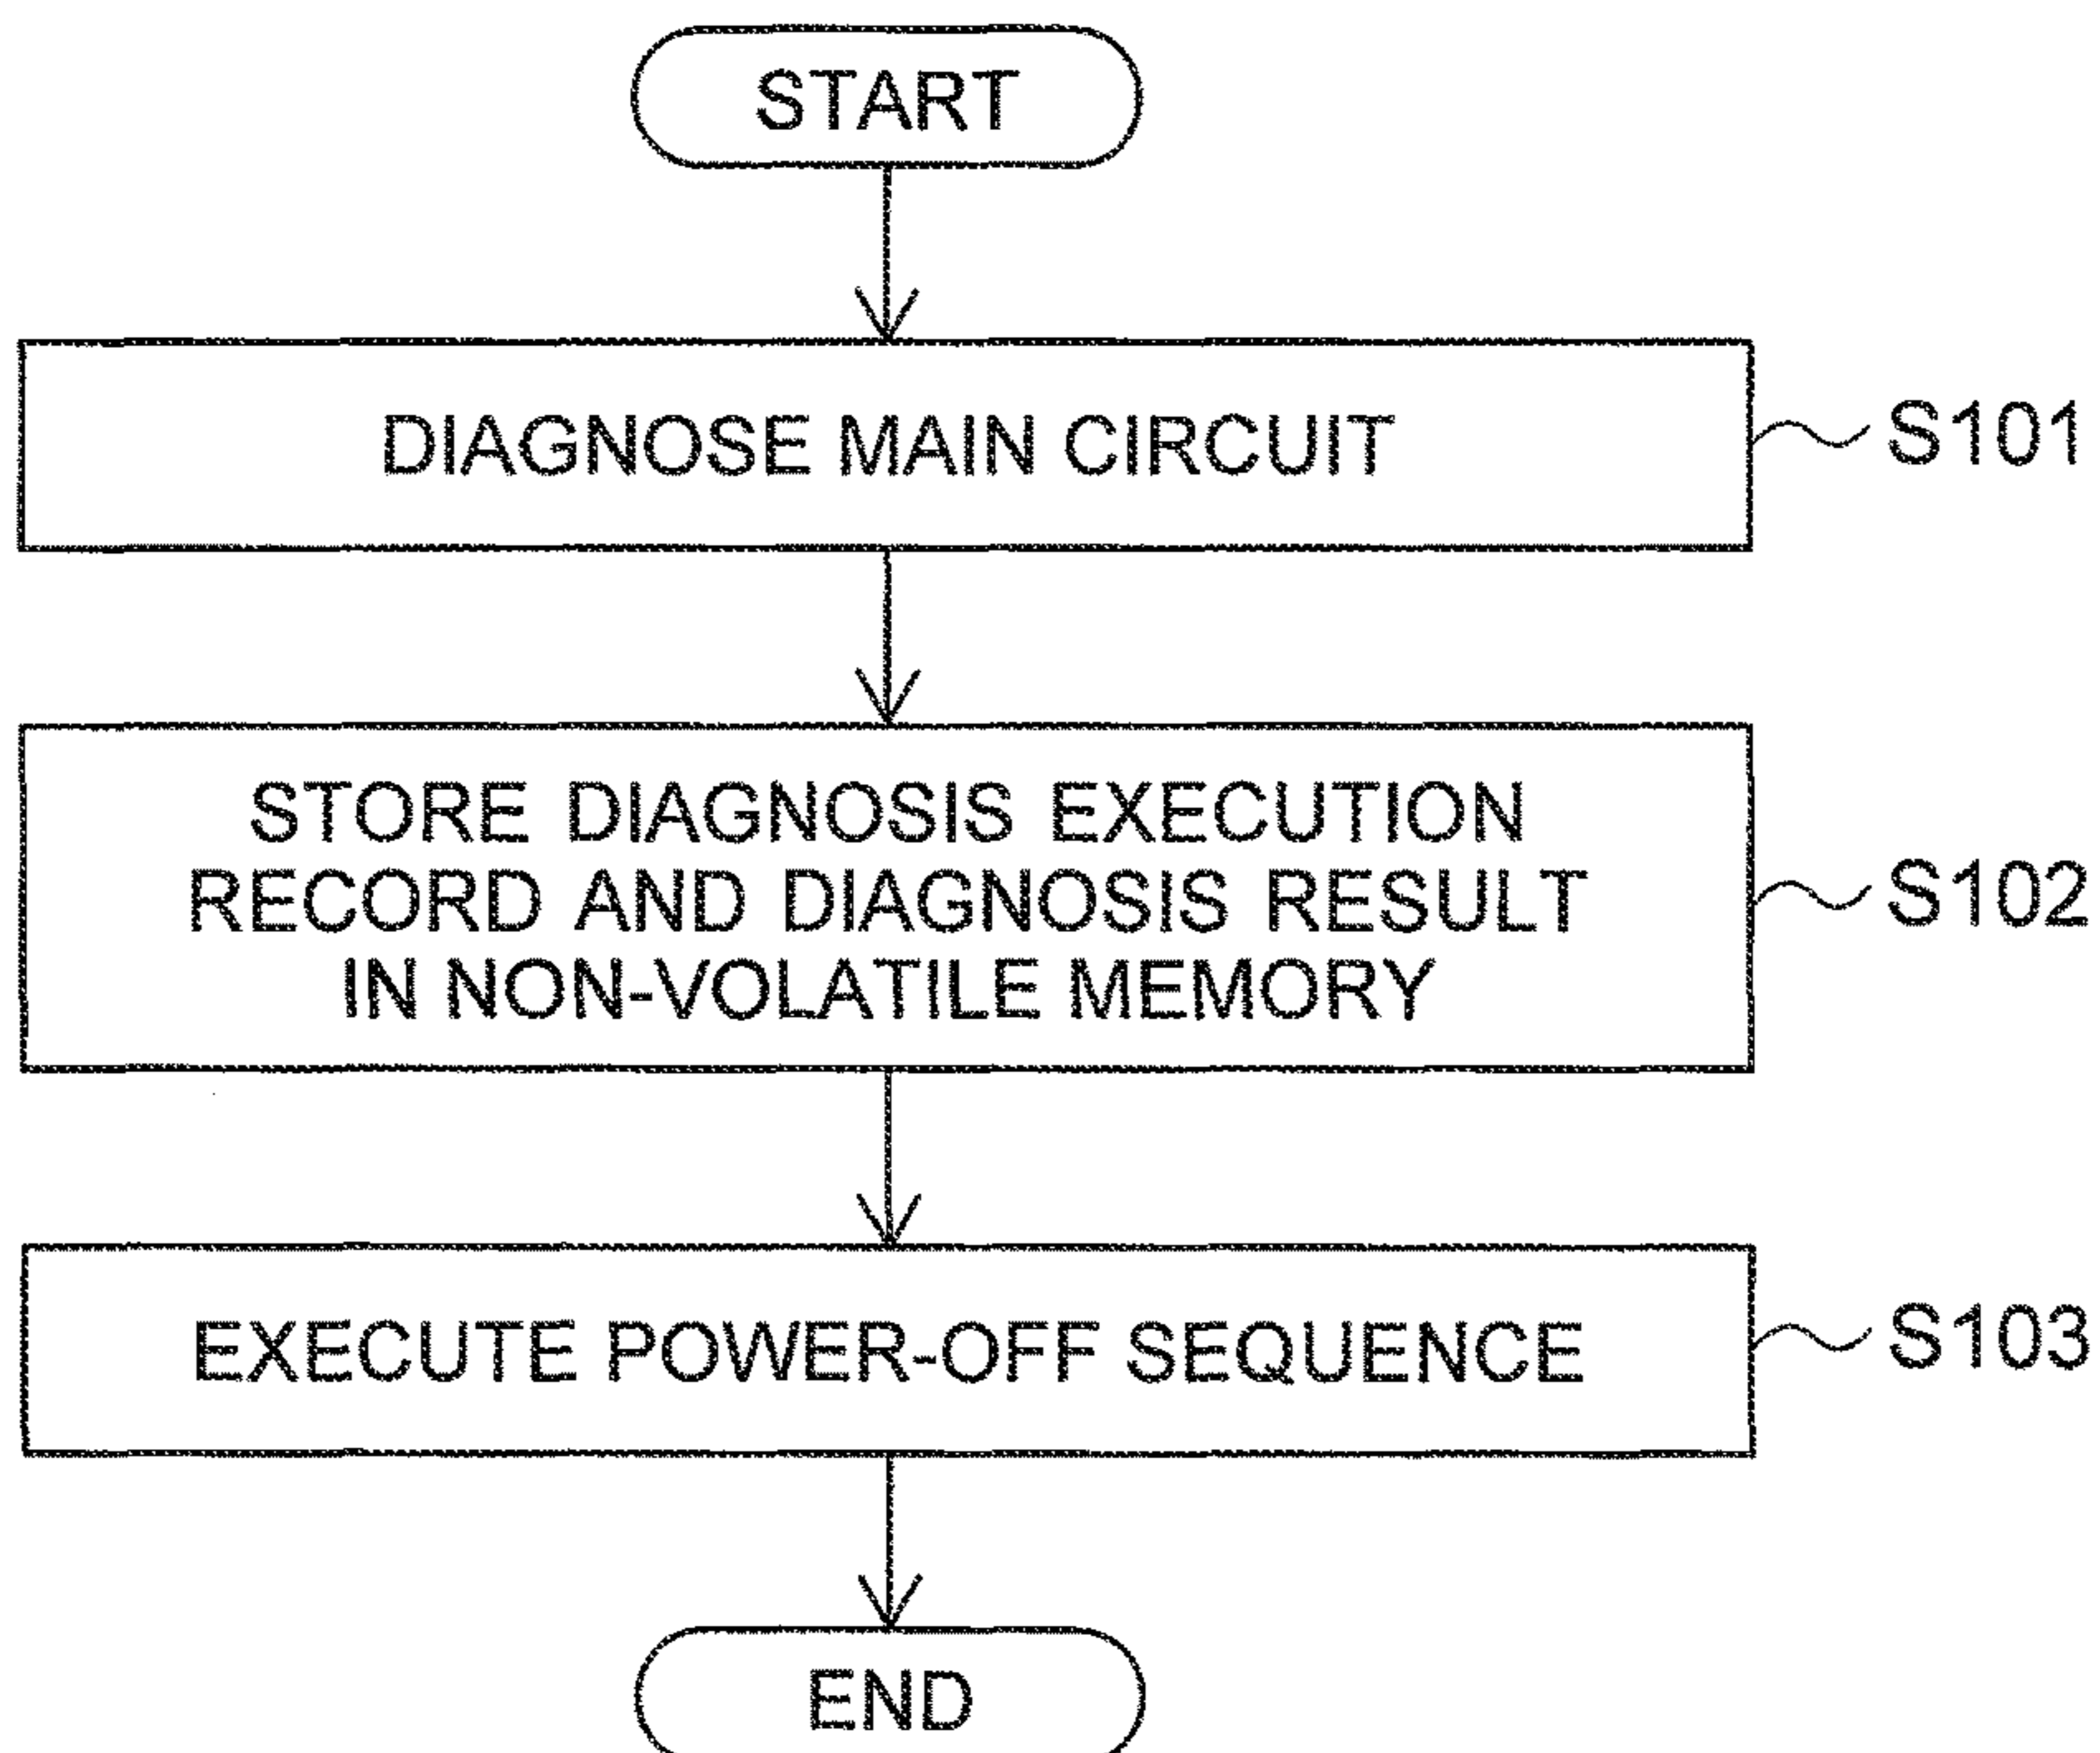 START
DIAGNOSE MAIN CIRCUIT
S101
STORE DIAGNOSIS EXECUTION
RECORD AND DIAGNOSIS RESULT
IN NON-VOLATILE MEMORY
S102
EXECUTE POWER-OFF SEQUENCE
S103
END